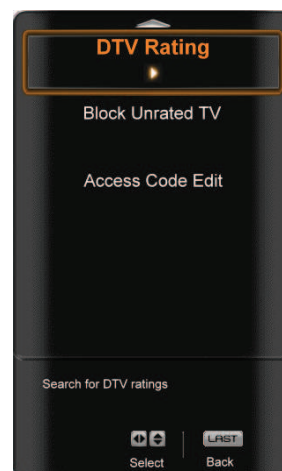 DTV Rating
Block Unrated TV
Access Code Edit
Search for DTV ratings
LAST
Select Back